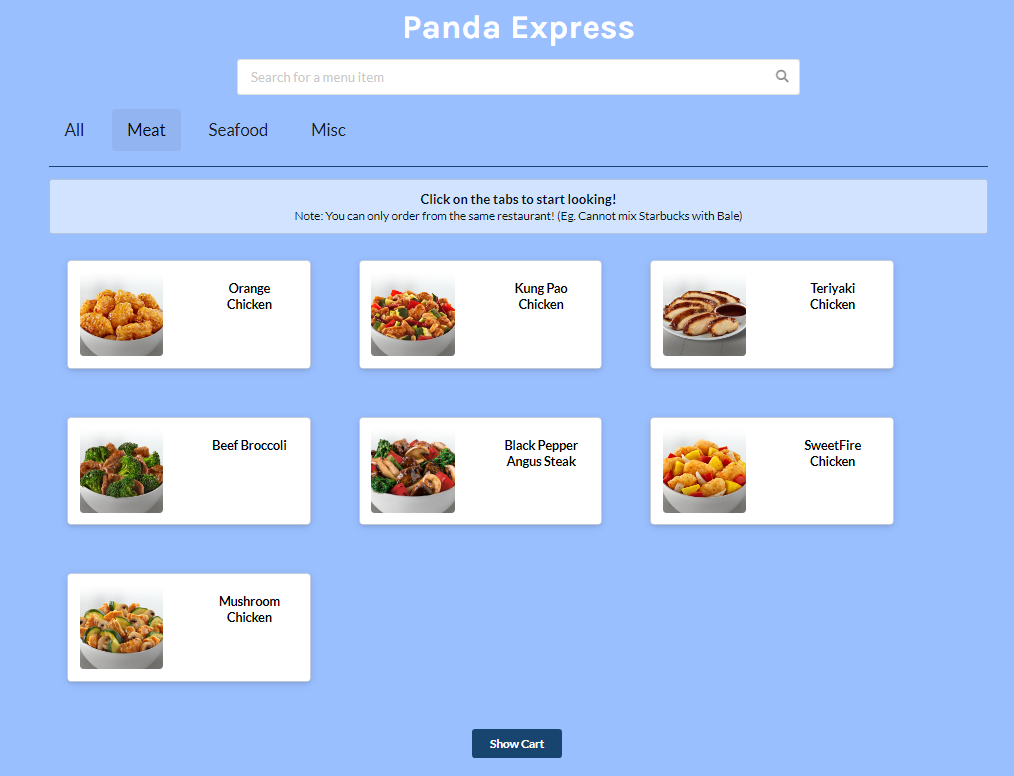 Panda Express
Search for a menu item
All
Meat
Seafood
Misc
Click on the tabs to start looking!
Note: You can only order from the same restaurant! (Eg. Cannot mix Starbucks with Bale)
Orange
Chicken
Kung Pao
Chicken
Teriyaki
Chicken
Beef Broccoli
Black Pepper
Angus Steak
SweetFire
Chicken
Mushroom
Chicken
Show Cart